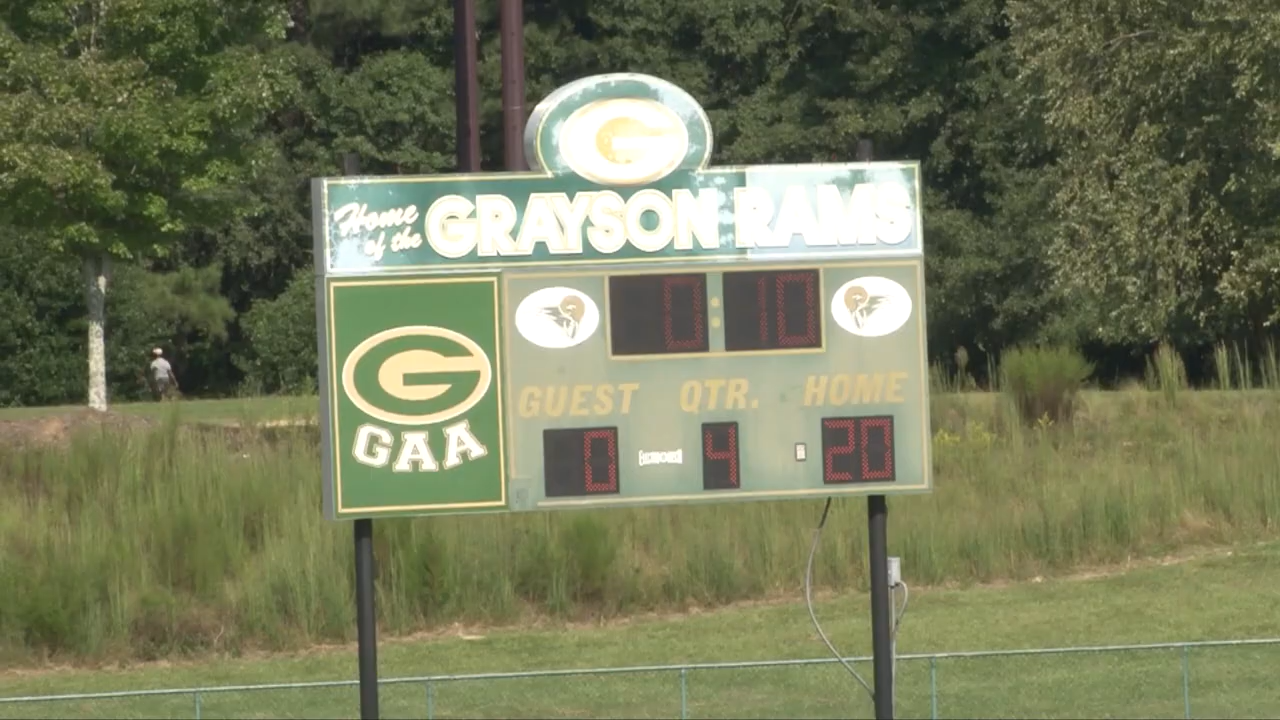 G
Home of the GRAYSON RAMS
0:10
G
GAA
GUEST QTR. HOME
0 4 20